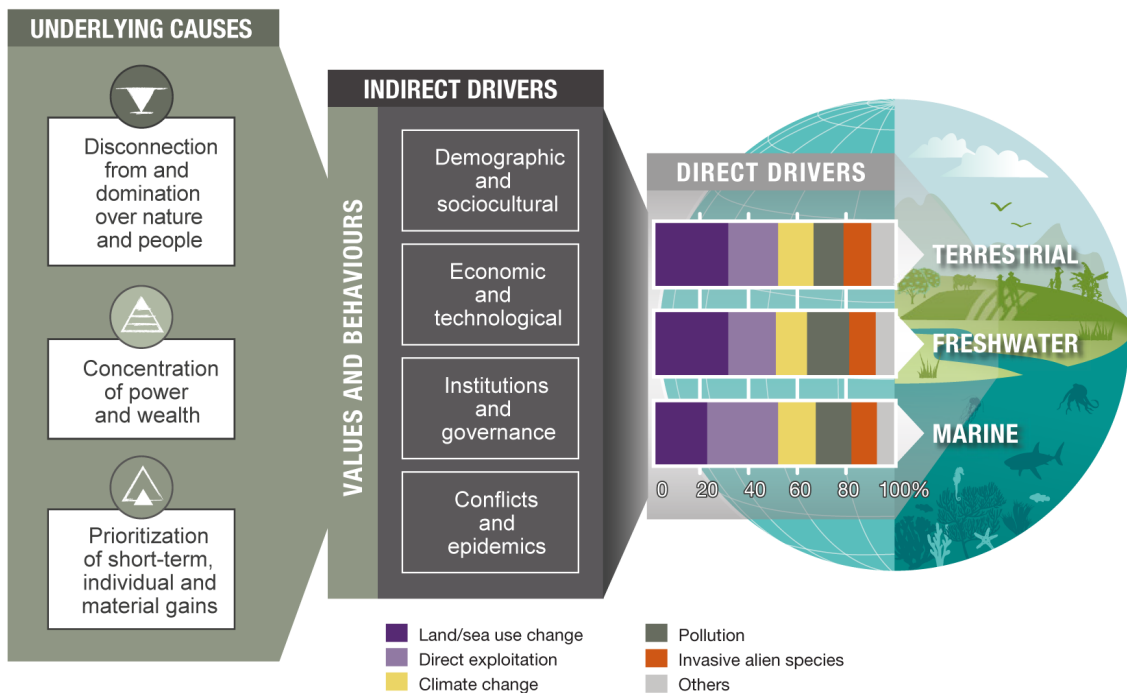 UNDERLYING CAUSES
Disconnection
from and
domination
over nature
and people
Concentration
of power
and wealth
Prioritization
of short-term,
individual and
material gains
INDIRECT DRIVERS
VALUES AND BEHAVIOURS
Demographic
and
sociocultural
Economic
and
technological
Institutions
and
governance
Conflicts
and
epidemics
DIRECT DRIVERS
TERRESTRIAL
FRESHWATER
MARINE
0 20 40 60 80 100%
Land/sea use change
Direct exploitation
Climate change
Pollution
Invasive alien species
Others